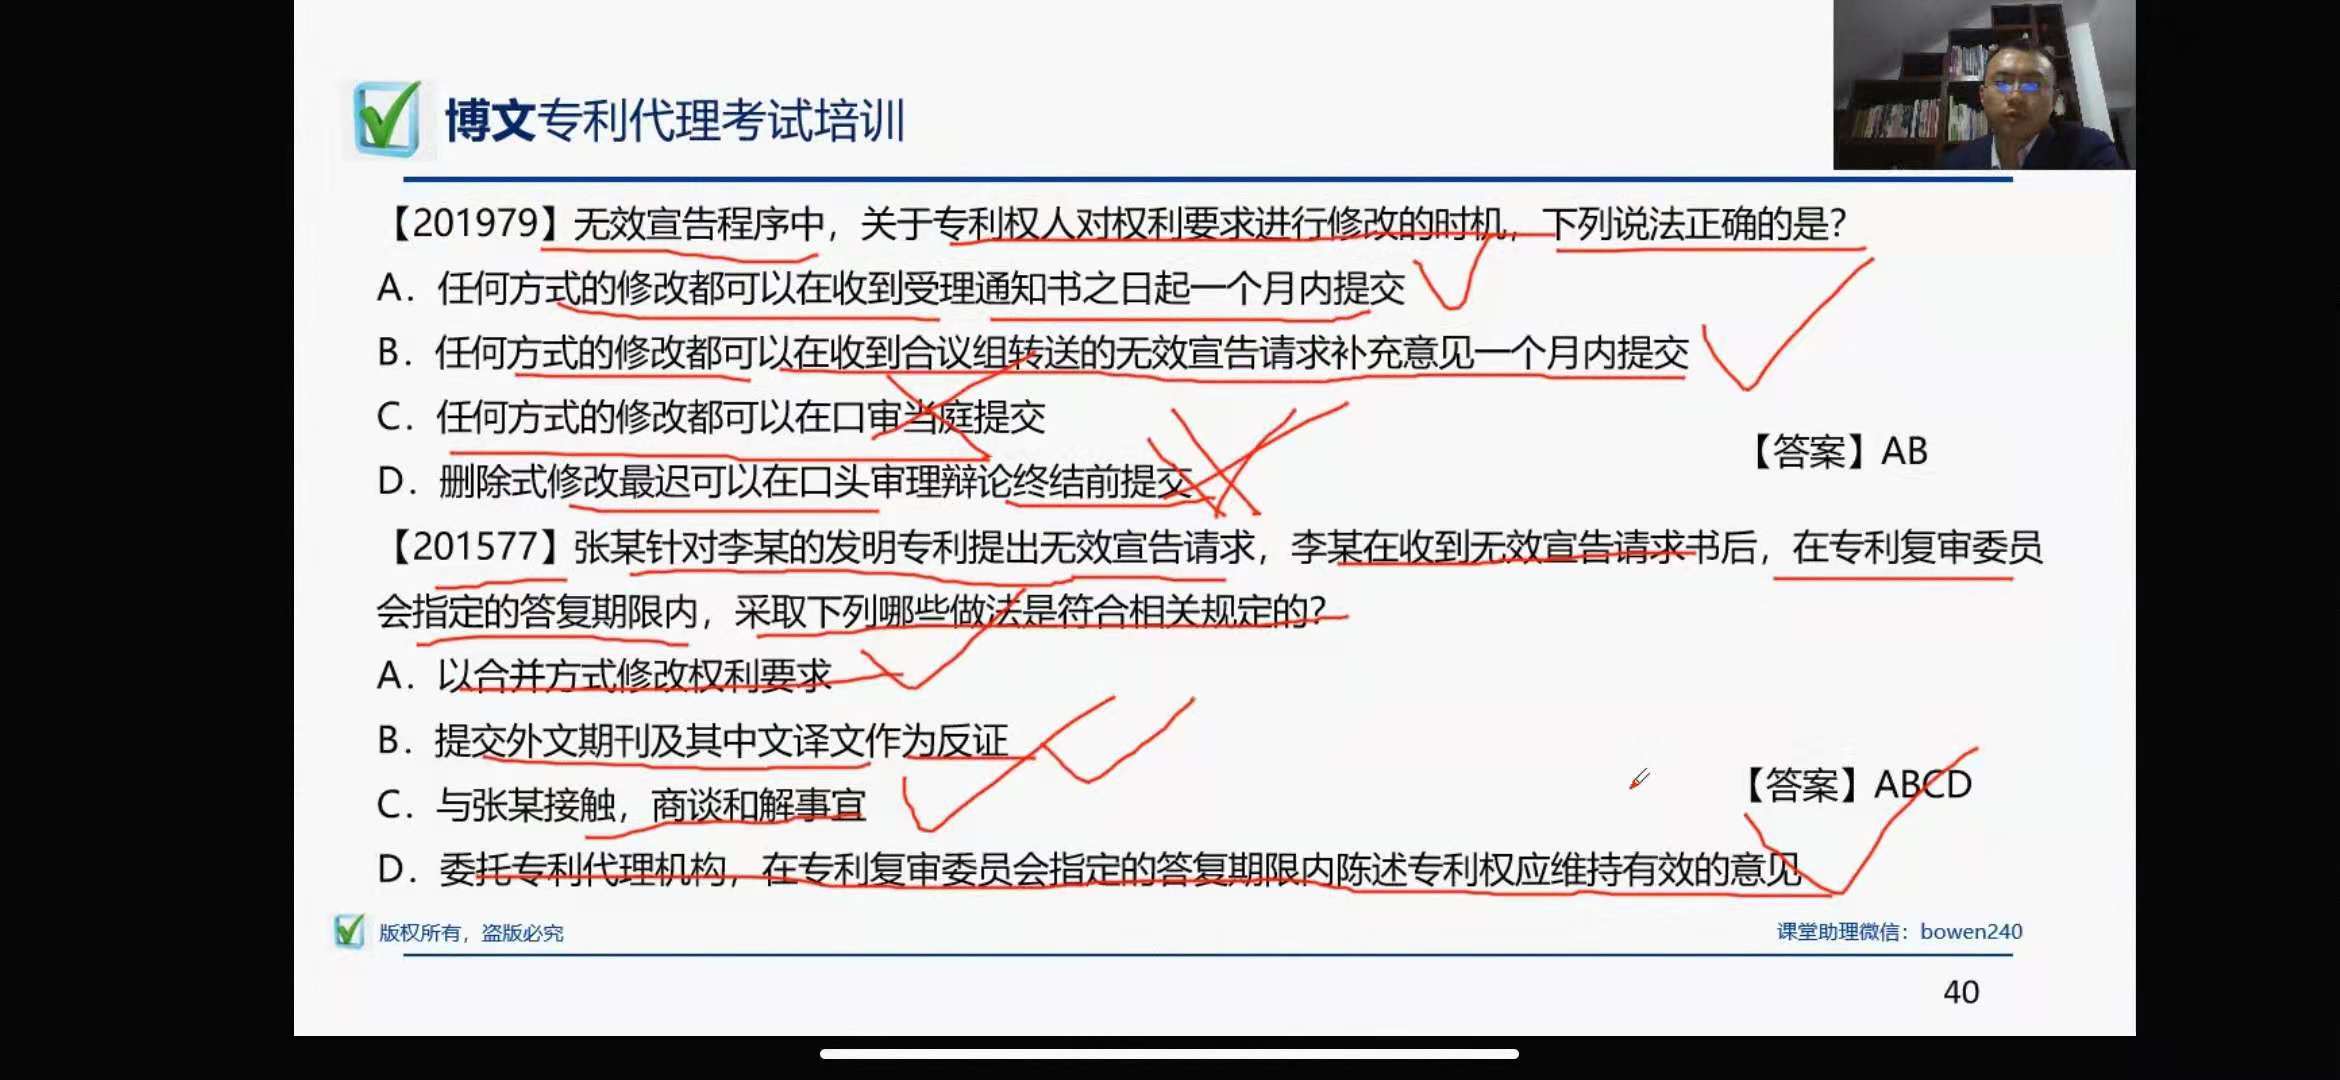 博文专利代理考试培训
【201979】无效宣告程序中，关于专利权人对权利要求进行修改的时机，下列说法正确的是？
A．任何方式的修改都可以在收到受理通知书之日起一个月内提交
B．任何方式的修改都可以在收到合议组转送的无效宣告请求补充意见一个月内提交
C．任何方式的修改都可以在口审当庭提交
【答案】AB
D．删除式修改最迟可以在口头审理辩论终结前提交
【201577】张某针对李某的发明专利提出无效宣告请求，李某在收到无效宣告请求书后，在专利复审委员
会指定的答复期限内，采取下列哪些做法是符合相关规定的？
A．以合并方式修改权利要求
B．提交外文期刊及其中文译文作为反证
【答案】ABCD
C．与张某接触，商谈和解事宜
D．委托专利代理机构，在专利复审委员会指定的答复期限内陈述专利权应维持有效的意见
版权所有，盗版必究
课堂助理微信：bowen240
40